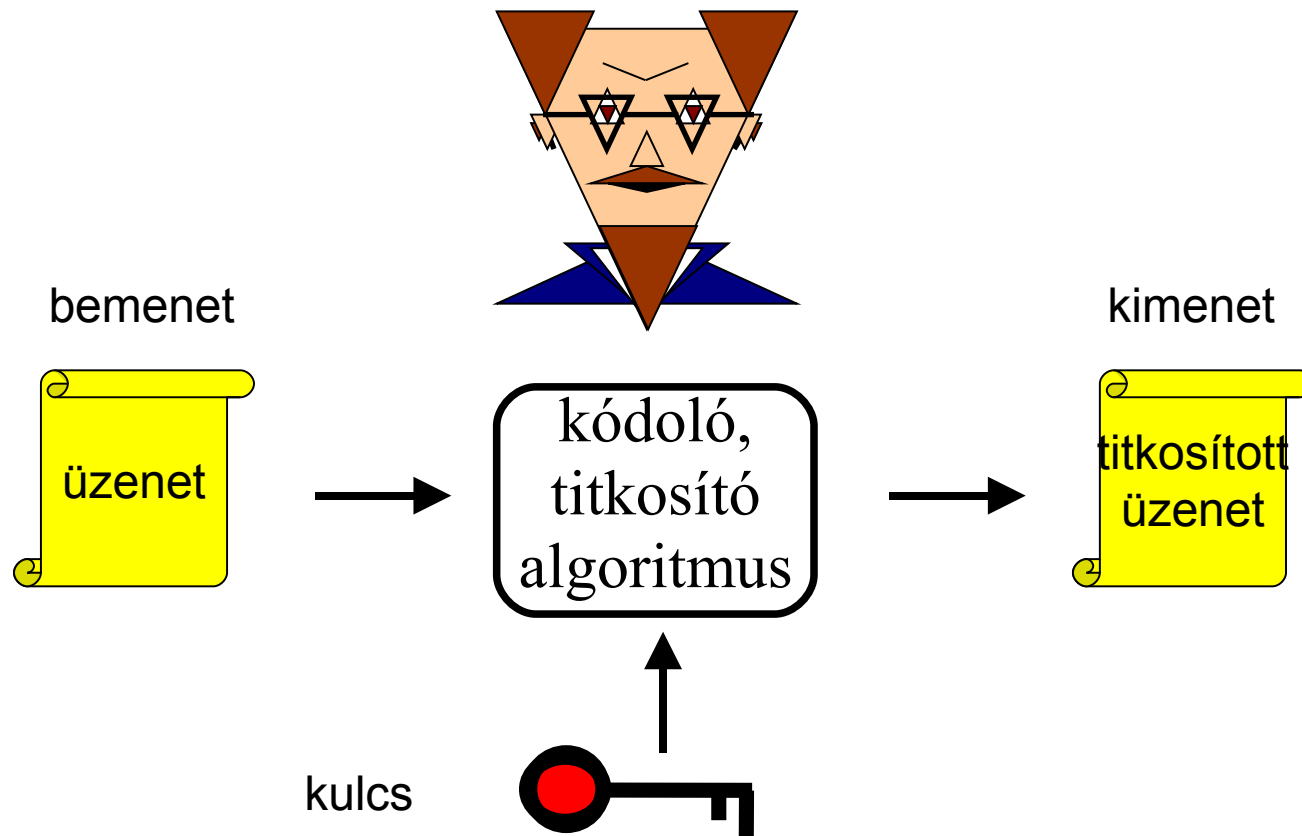 bemenet
kimenet
üzenet
kódoló,
titkosító
algoritmus
titkosított
üzenet
kulcs